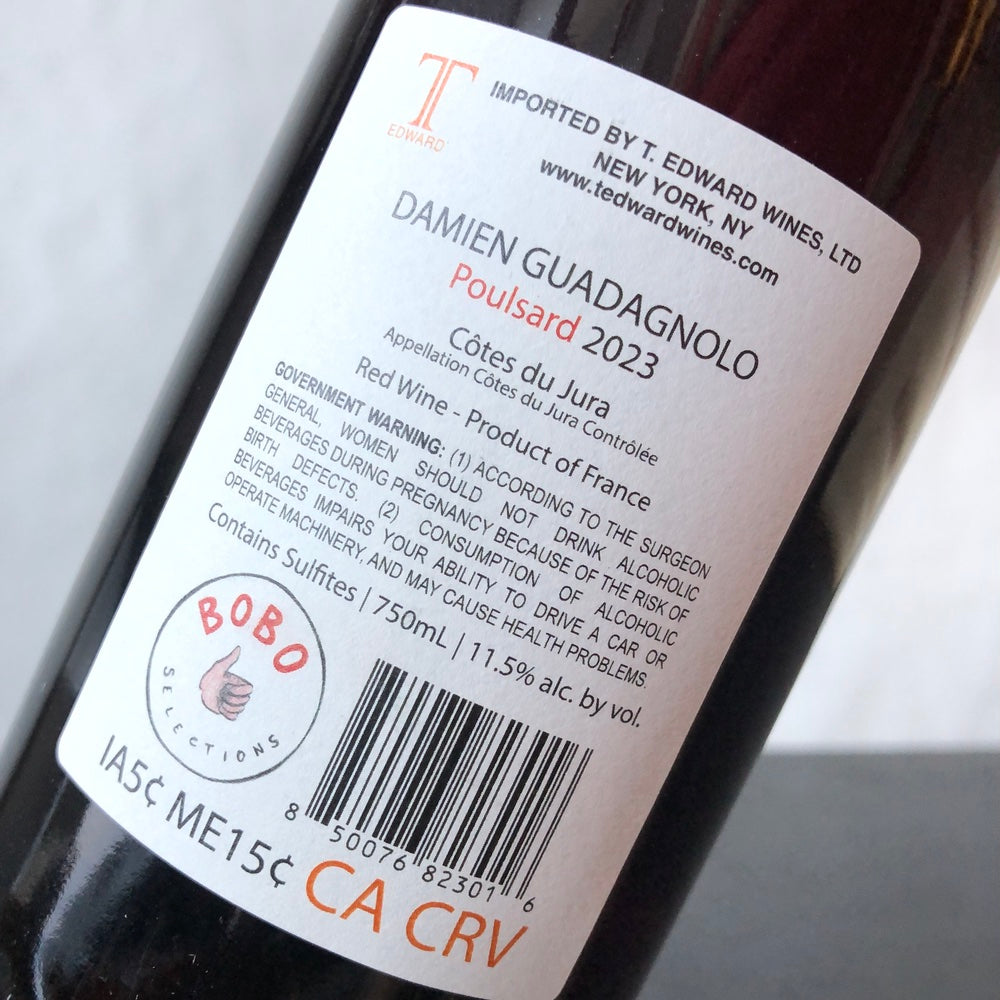 T
EDWARD
IMPORTED BY T. EDWARD WINES, LTD
NEW YORK, NY
www.tedwardwines.com
DAMIEN GUADAGNOLO
Poulsard 2023
Côtes du Jura
Appellation Côtes du Jura Contrôlée
Red Wine - Product of France
GOVERNMENT WARNING: (1) ACCORDING TO THE SURGEON
GENERAL, WOMEN SHOULD NOT DRINK ALCOHOLIC
BEVERAGES DURING PREGNANCY BECAUSE OF THE RISK OF
BIRTH DEFECTS. (2) CONSUMPTION OF ALCOHOLIC
BEVERAGES IMPAIRS YOUR ABILITY TO DRIVE A CAR OR
OPERATE MACHINERY, AND MAY CAUSE HEALTH PROBLEMS.
Contains Sulfites | 750mL | 11.5% alc. by vol.
BOBO
SELECTIONS
8 50076 82301 6
IA5¢ ME15¢ CA CRV